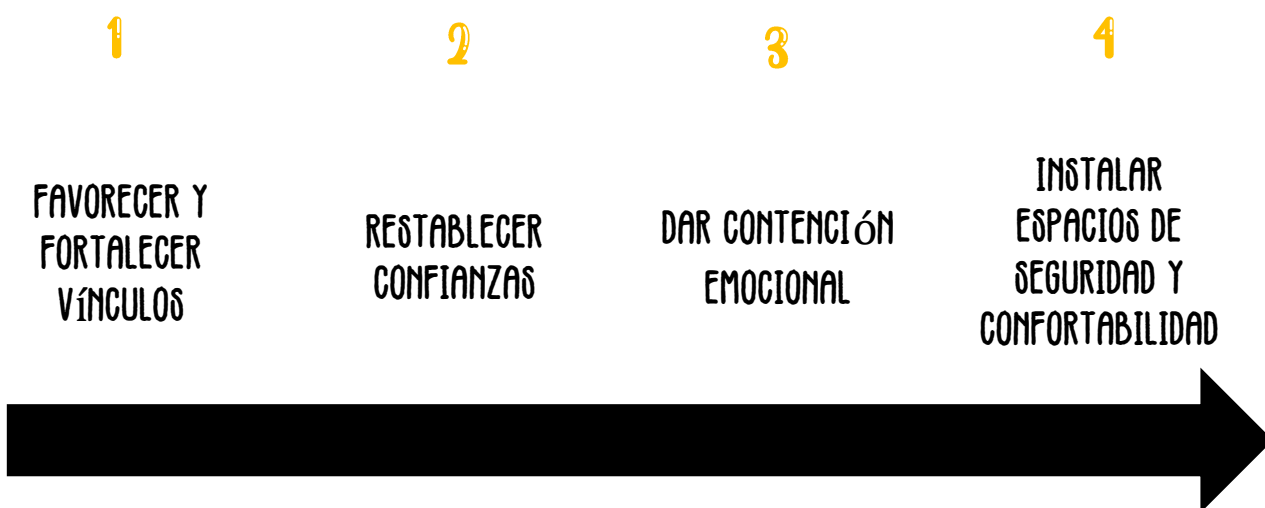 1
2
3
4
FAVORECER Y
FORTALECER
VÍNCULOS
RESTABLECER
CONFIANZAS
DAR CONTENCIÓN
EMOCIONAL
INSTALAR
ESPACIOS DE
SEGURIDAD Y
CONFORTABILIDAD